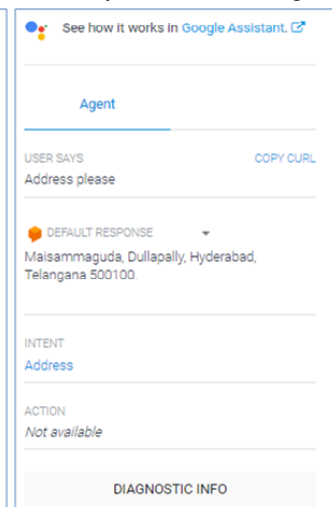 See how it works in Google Assistant.
Agent
USER SAYS COPY CURL
Address please
DEFAULT RESPONSE
Maisammaguda, Dullapally, Hyderabad,
Telangana 500100.
INTENT
Address
ACTION
Not available
DIAGNOSTIC INFO